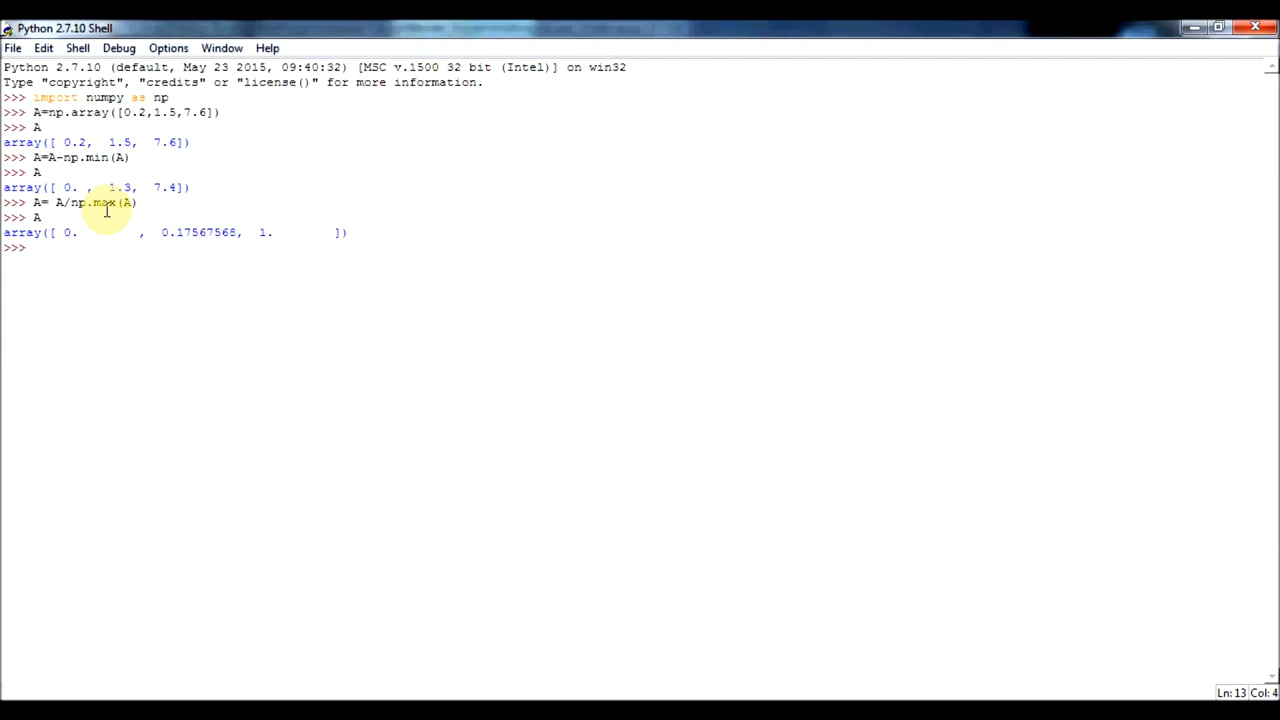 Python 2.7.10 Shell
File Edit Shell Debug Options Window Help
Python 2.7.10 (default, May 23 2015, 09:40:32) [MSC v.1500 32 bit (Intel)] on win32
Type "copyright", "credits" or "license()" for more information.
>>> import numpy as np
>>> A=np.array([0.2,1.5,7.6])
>>> A
array([ 0.2,  1.5,  7.6])
>>> A=A-np.min(A)
>>> A
array([ 0. ,  1.3,  7.4])
>>> A= A/np.max(A)
>>> A
array([ 0.        ,  0.17567568,  1.        ])
>>>
Ln: 13 Col: 4